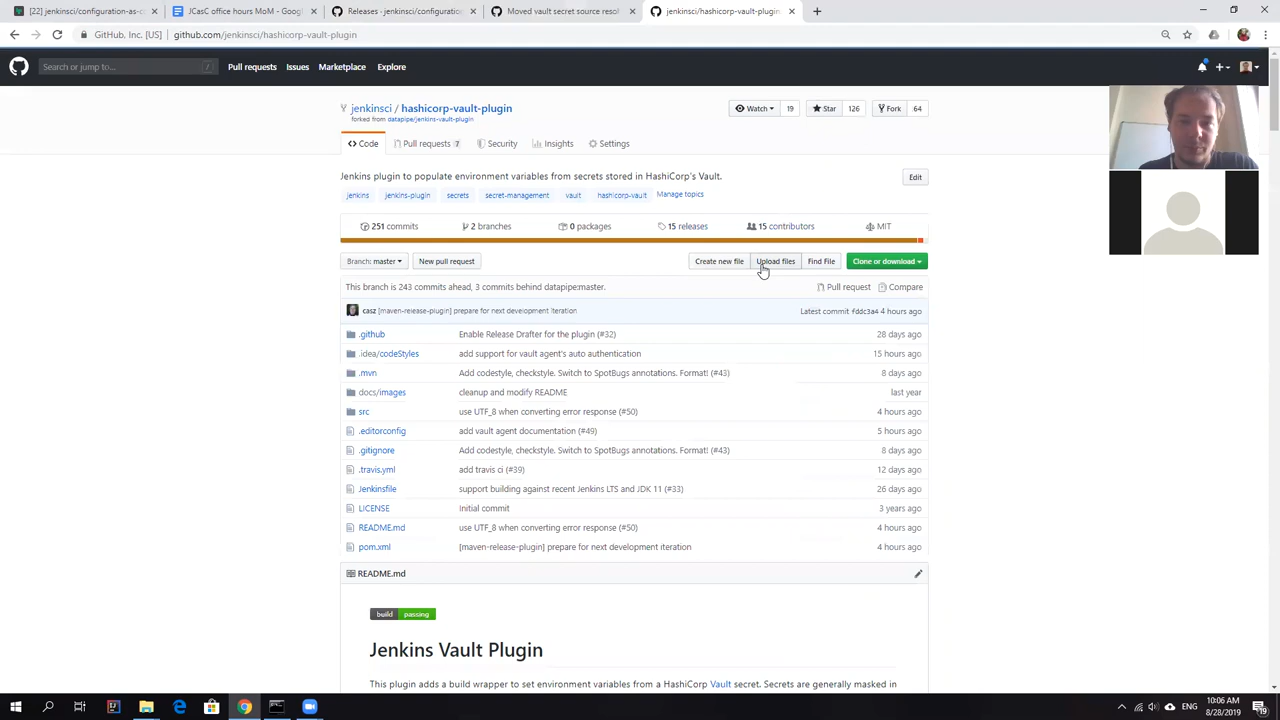 [22] jenkinsci/configuration-as-c
JCasC office hours MoM - Googl
Releases · jenkinsci/configuration
Moved vault secret source resolv
jenkinsci/hashicorp-vault-plugin:
GitHub, Inc. [US] | github.com/jenkinsci/hashicorp-vault-plugin
Search or jump to...
/
Pull requests
Issues
Marketplace
Explore
jenkinsci / hashicorp-vault-plugin
forked from datapipe/jenkins-vault-plugin
Watch
19
Star
126
Fork
64
Code
Pull requests 7
Security
Insights
Settings
Jenkins plugin to populate environment variables from secrets stored in HashiCorp's Vault.
Edit
jenkins
jenkins-plugin
secrets
secret-management
vault
hashicorp-vault
Manage topics
251 commits
2 branches
0 packages
15 releases
15 contributors
MIT
Branch: master
New pull request
Create new file
Upload files
Find File
Clone or download
This branch is 243 commits ahead, 3 commits behind datapipe:master.
Pull request
Compare
casz [maven-release-plugin] prepare for next development iteration
Latest commit fddc3a4 4 hours ago
.github Enable Release Drafter for the plugin (#32) 28 days ago
.idea/codeStyles add support for vault agent's auto authentication 15 hours ago
.mvn Add codestyle, checkstyle. Switch to SpotBugs annotations. Format! (#43) 8 days ago
docs/images cleanup and modify README last year
src use UTF_8 when converting error response (#50) 4 hours ago
.editorconfig add vault agent documentation (#49) 5 hours ago
.gitignore Add codestyle, checkstyle. Switch to SpotBugs annotations. Format! (#43) 8 days ago
.travis.yml add travis ci (#39) 12 days ago
Jenkinsfile support building against recent Jenkins LTS and JDK 11 (#33) 26 days ago
LICENSE Initial commit 3 years ago
README.md use UTF_8 when converting error response (#50) 4 hours ago
pom.xml [maven-release-plugin] prepare for next development iteration 4 hours ago
README.md
build passing
Jenkins Vault Plugin
This plugin adds a build wrapper to set environment variables from a HashiCorp Vault secret. Secrets are generally masked in
ENG
10:06 AM
8/28/2019
19